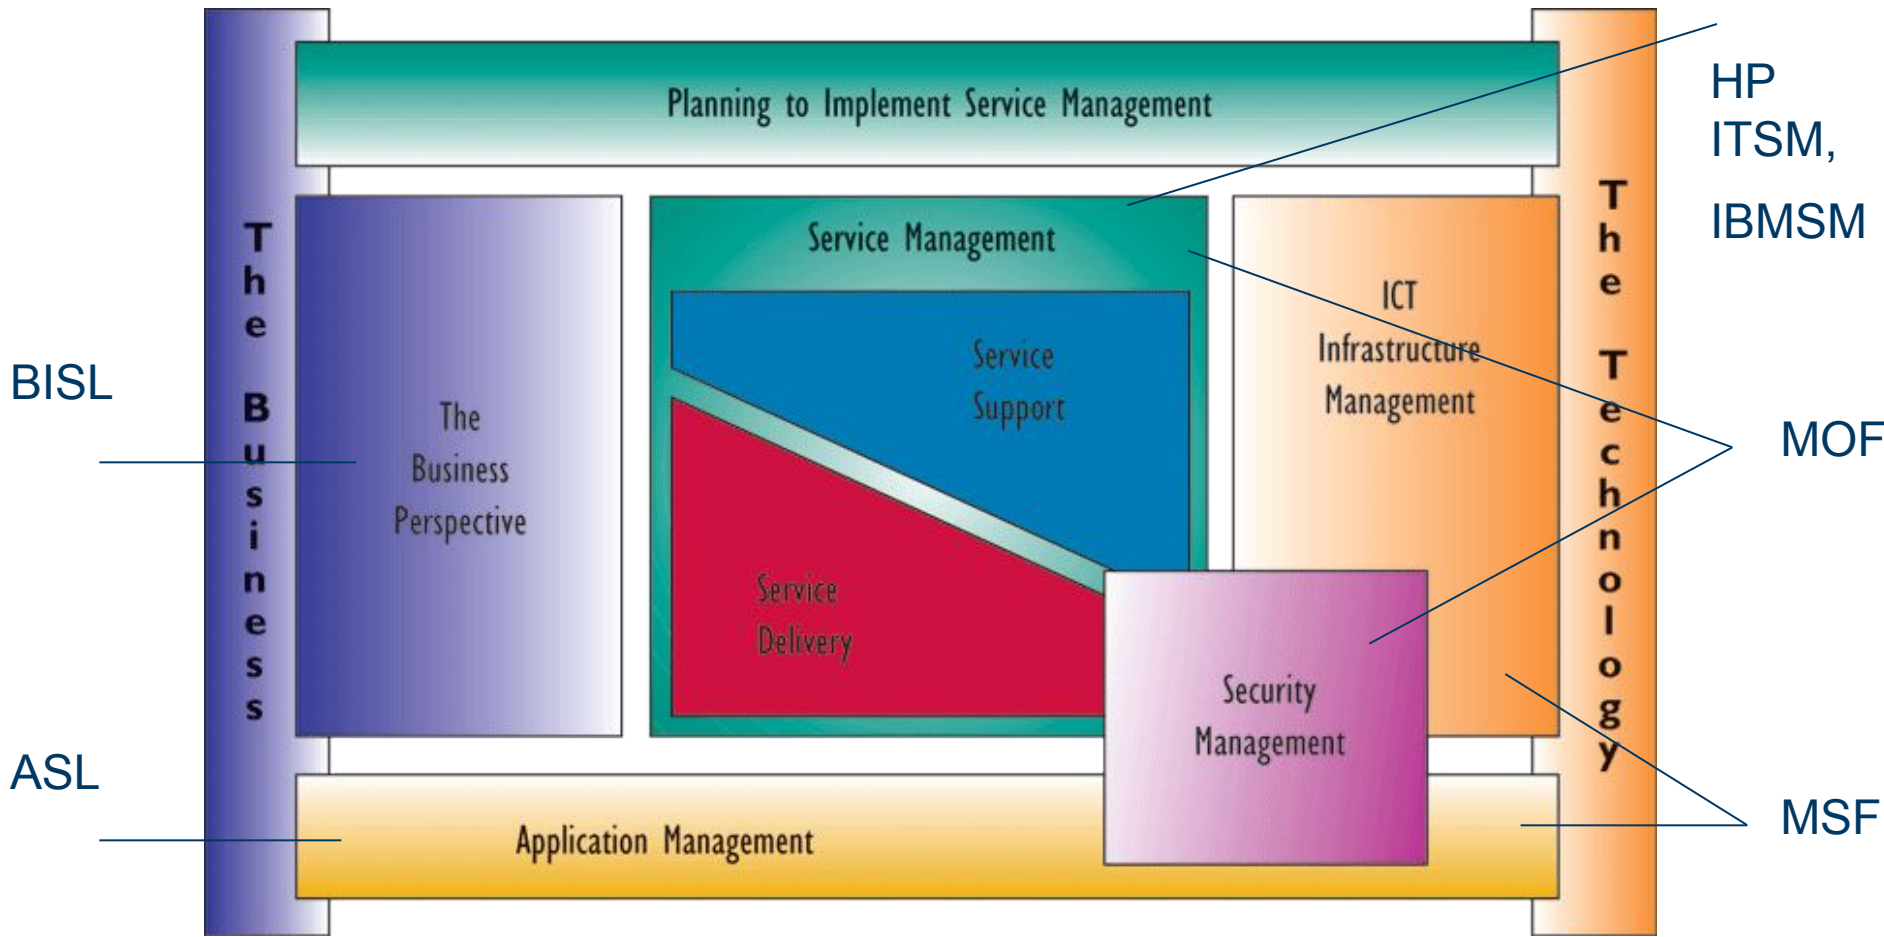 Planning to Implement Service Management
HP
ITSM,
IBMSM
The Business
The Technology
Service Management
ICT
Infrastructure
Management
Service
Support
BISL
The
Business
Perspective
MOF
Service
Delivery
Security
Management
ASL
Application Management
MSF